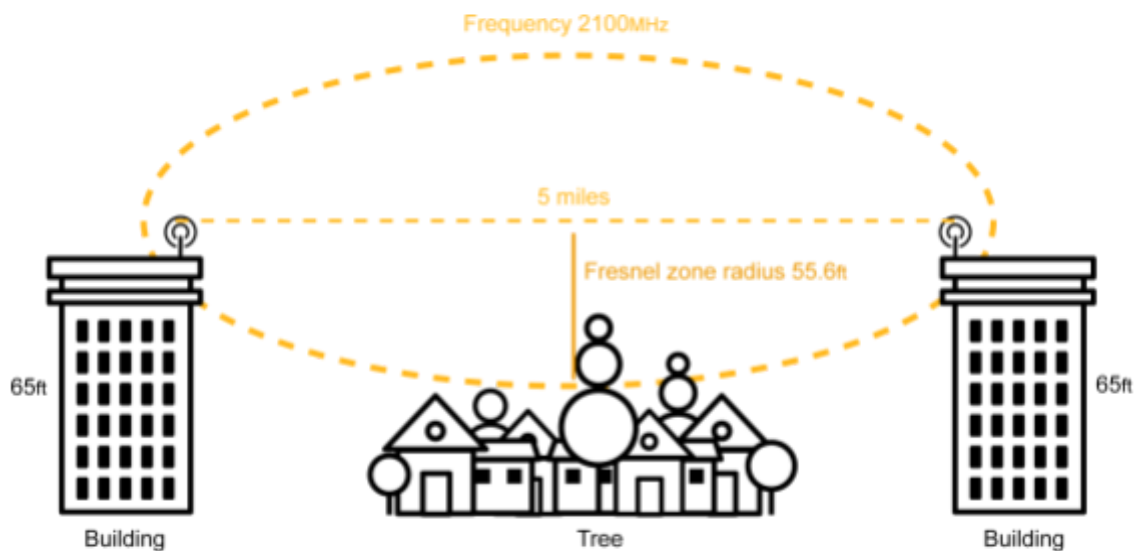 Frequency 2100MHz
5 miles
Fresnel zone radius 55.6ft
65ft
65ft
Building
Tree
Building